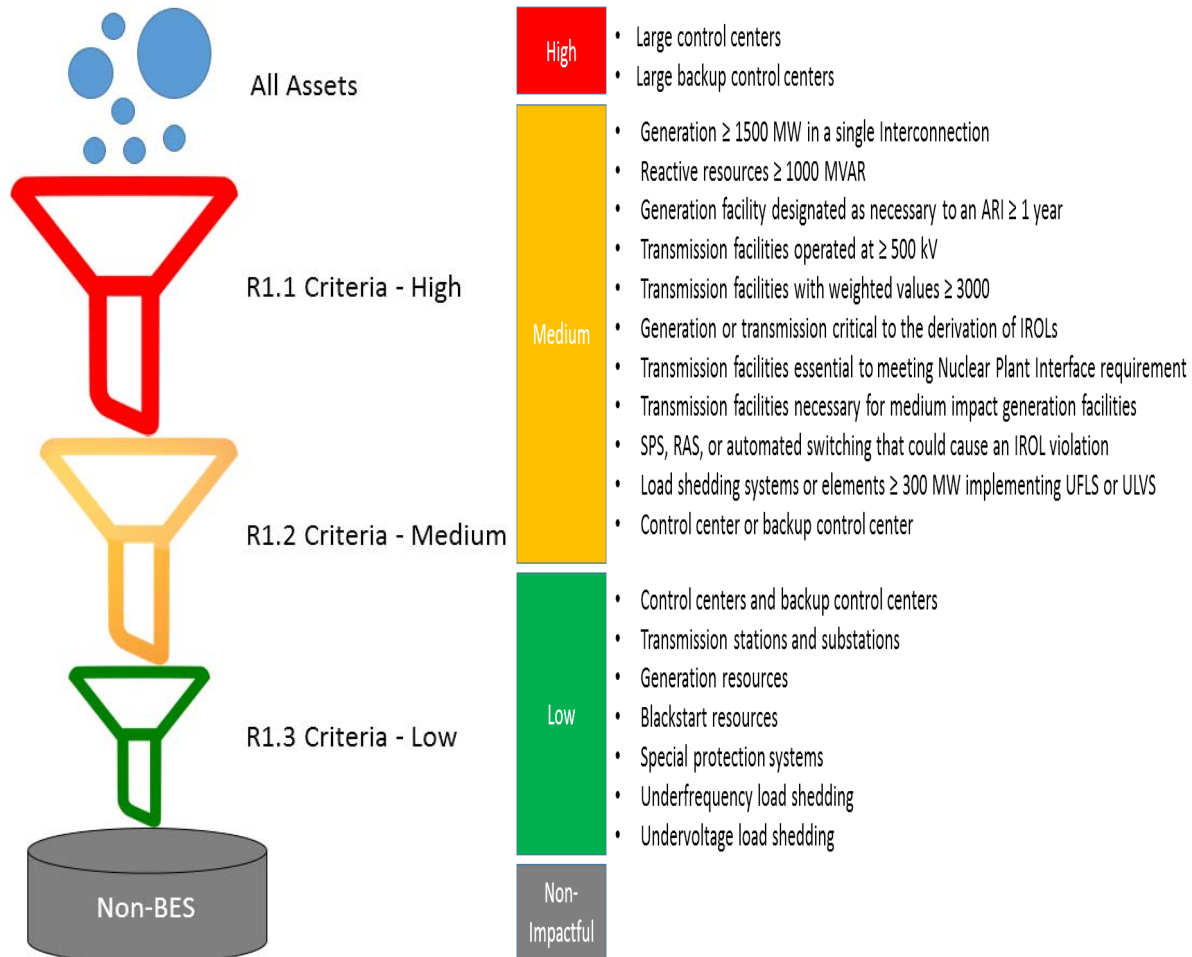 All Assets
R1.1 Criteria - High
R1.2 Criteria - Medium
R1.3 Criteria - Low
Non-BES
High
• Large control centers
• Large backup control centers
Medium
• Generation ≥ 1500 MW in a single Interconnection
• Reactive resources ≥ 1000 MVAR
• Generation facility designated as necessary to an ARI ≥ 1 year
• Transmission facilities operated at ≥ 500 kV
• Transmission facilities with weighted values ≥ 3000
• Generation or transmission critical to the derivation of IROLs
• Transmission facilities essential to meeting Nuclear Plant Interface requirement
• Transmission facilities necessary for medium impact generation facilities
• SPS, RAS, or automated switching that could cause an IROL violation
• Load shedding systems or elements ≥ 300 MW implementing UFLS or ULVS
• Control center or backup control center
Low
• Control centers and backup control centers
• Transmission stations and substations
• Generation resources
• Blackstart resources
• Special protection systems
• Underfrequency load shedding
• Undervoltage load shedding
Non-
Impactful